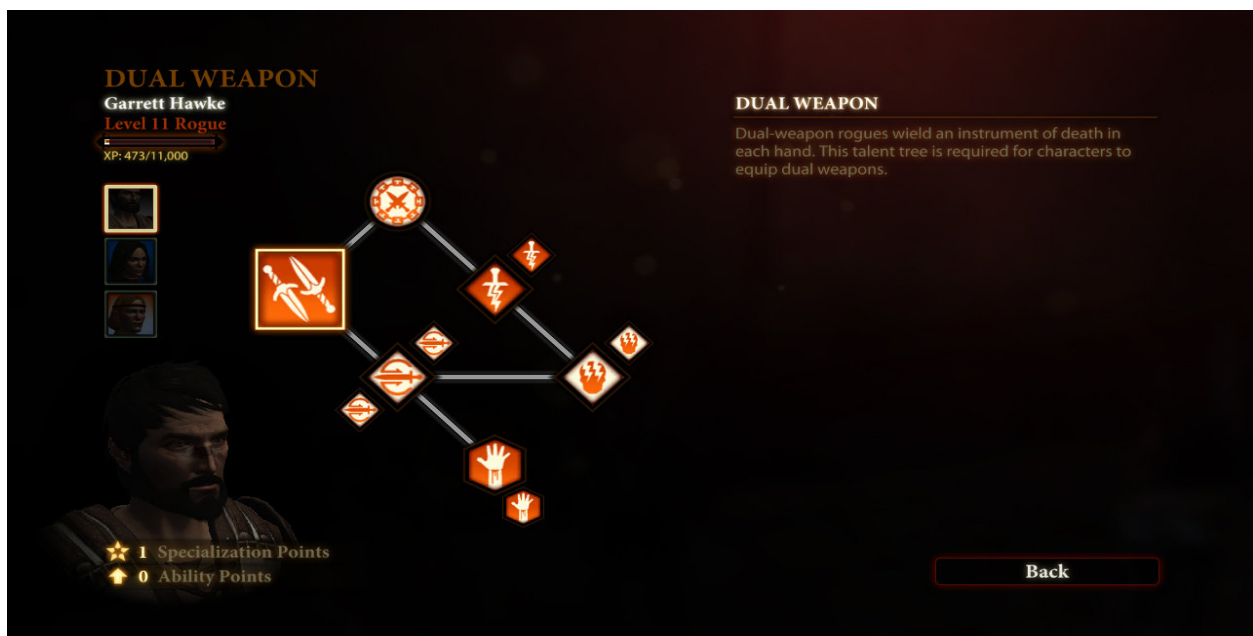 DUAL WEAPON
Garrett Hawke
Level 11 Rogue
XP: 473/11,000
DUAL WEAPON
Dual-weapon rogues wield an instrument of death in
each hand. This talent tree is required for characters to
equip dual weapons.
1 Specialization Points
0 Ability Points
Back